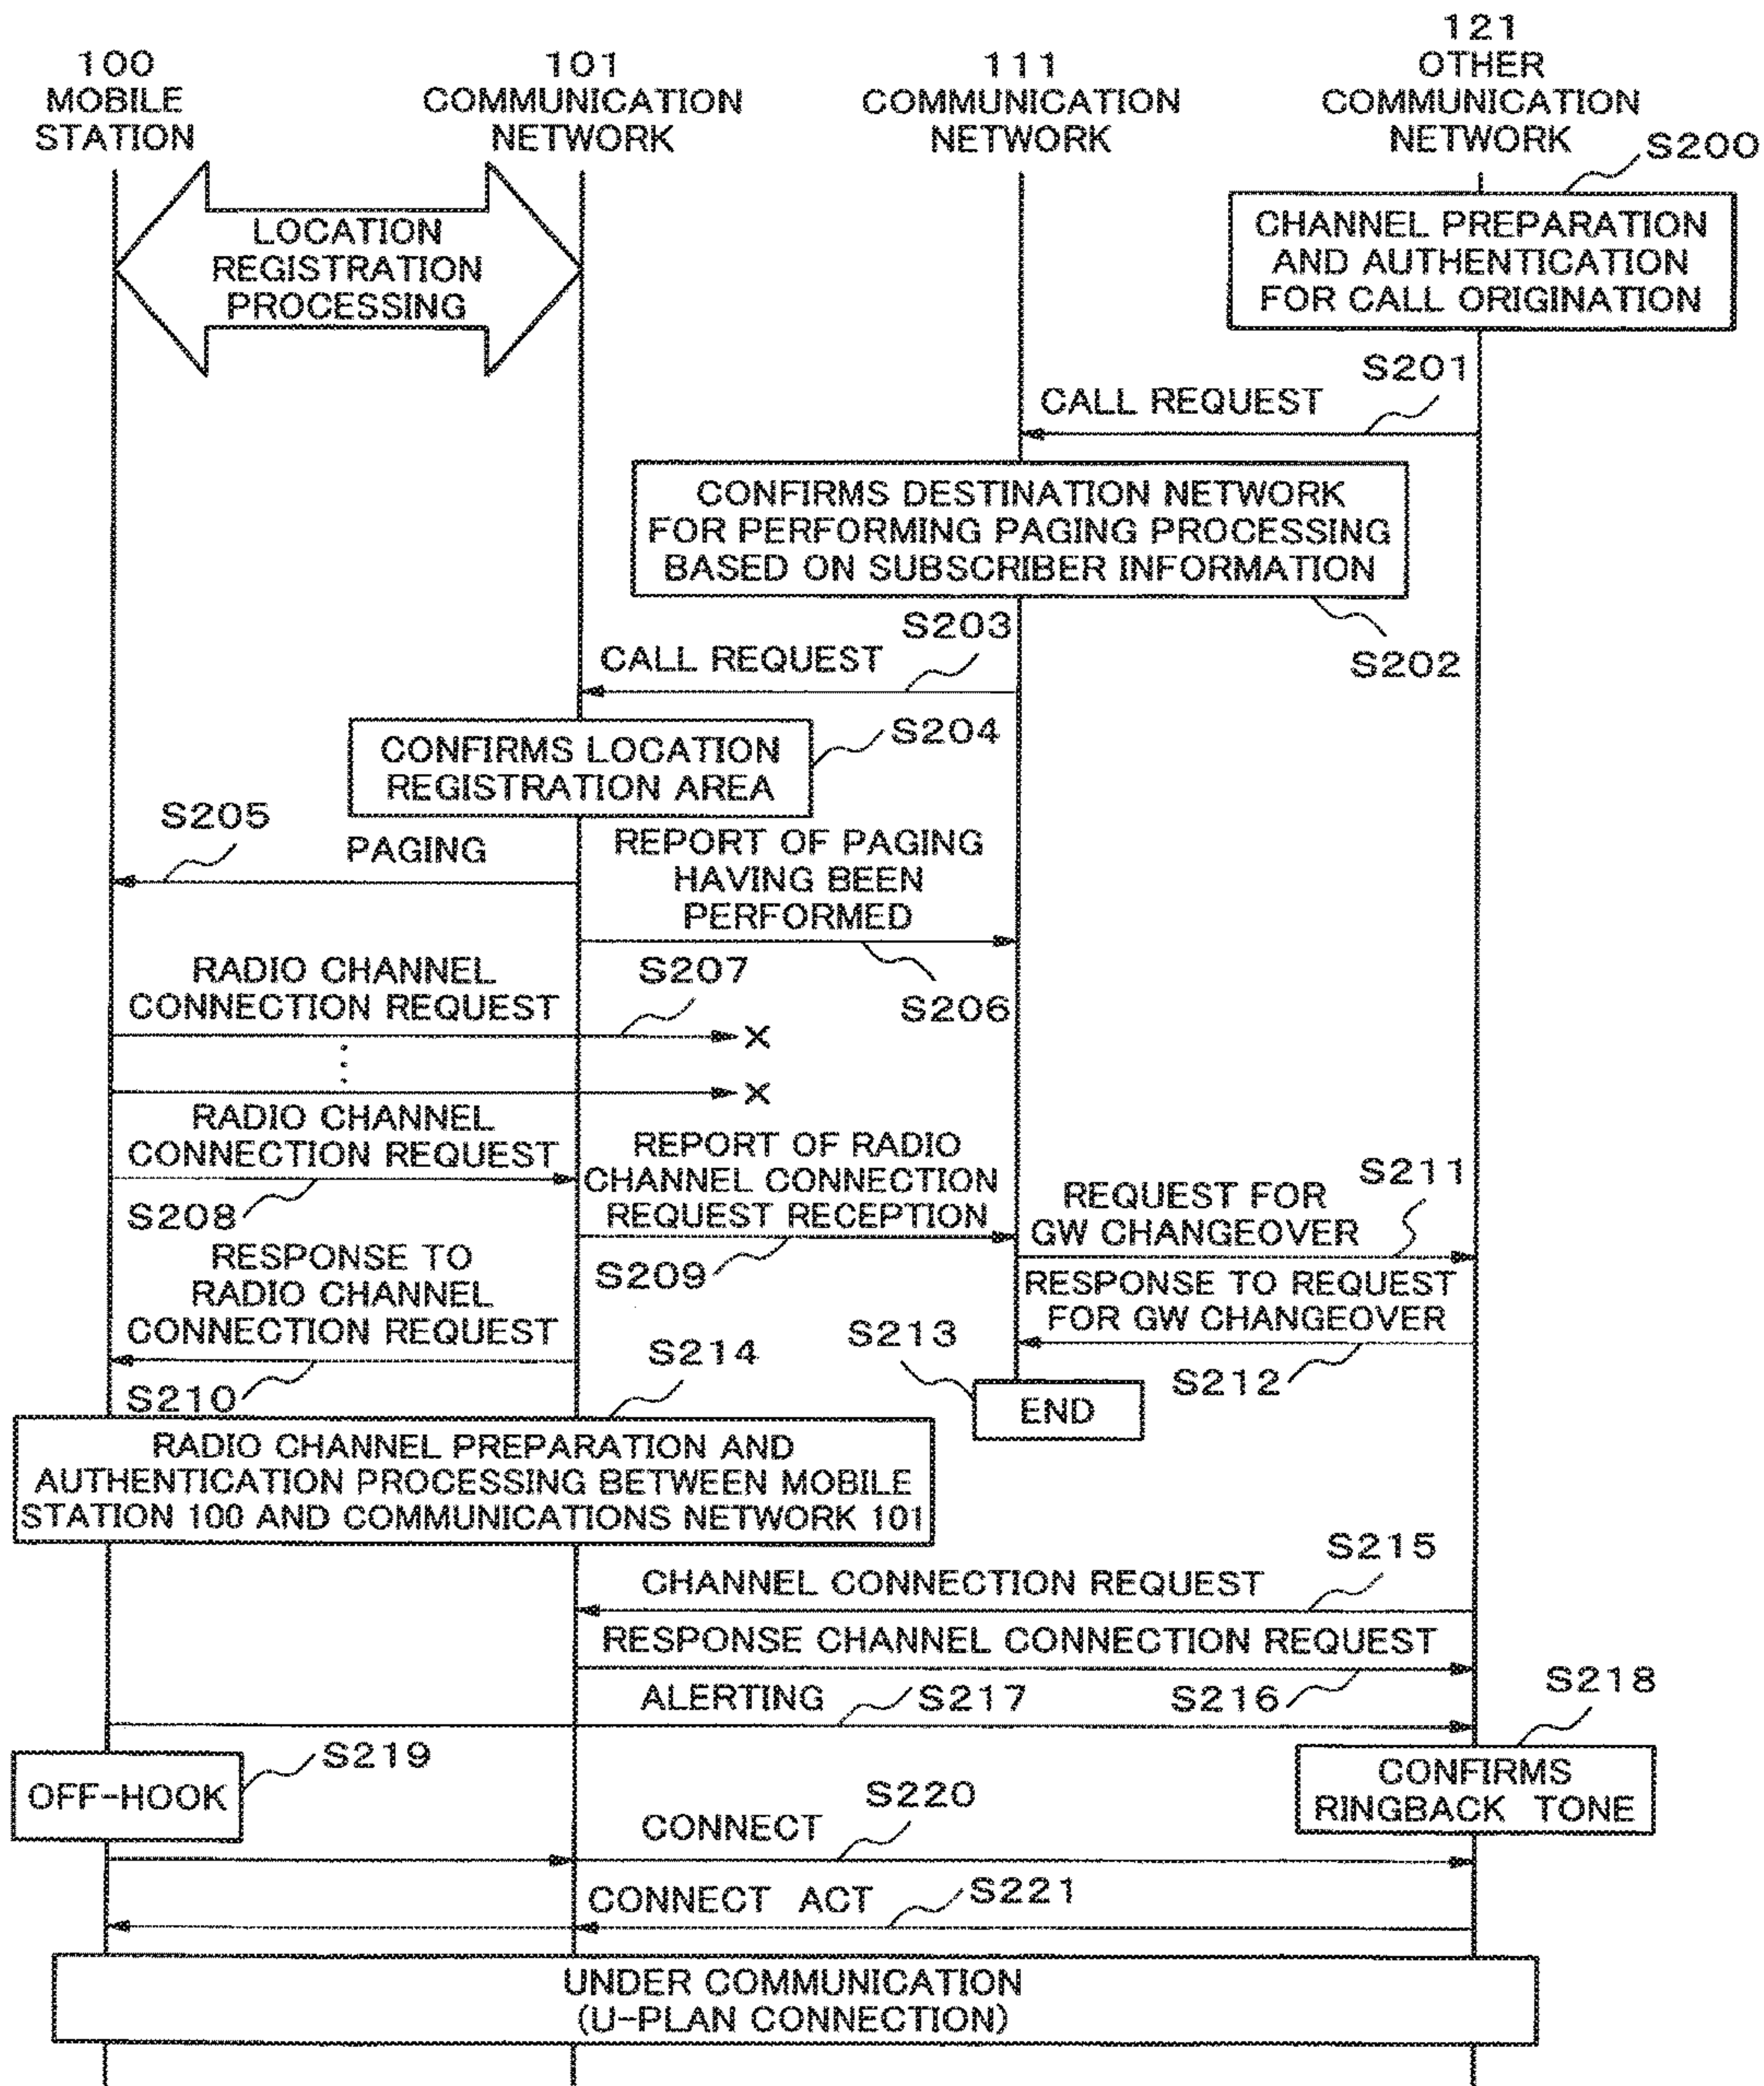 100
MOBILE
STATION
101
COMMUNICATION
NETWORK
111
COMMUNICATION
NETWORK
121
OTHER
COMMUNICATION
NETWORK
S200
LOCATION
REGISTRATION
PROCESSING
CHANNEL PREPARATION
AND AUTHENTICATION
FOR CALL ORIGINATION
S201
CALL REQUEST
CONFIRMS DESTINATION NETWORK
FOR PERFORMING PAGING PROCESSING
BASED ON SUBSCRIBER INFORMATION
S202
S203
CALL REQUEST
S204
CONFIRMS LOCATION
REGISTRATION AREA
S205
PAGING
REPORT OF PAGING
HAVING BEEN
PERFORMED
S206
RADIO CHANNEL
CONNECTION REQUEST
S207
×
×
RADIO CHANNEL
CONNECTION REQUEST
S208
REPORT OF RADIO
CHANNEL CONNECTION
REQUEST RECEPTION
S209
S211
REQUEST FOR
GW CHANGEOVER
RESPONSE TO
RADIO CHANNEL
CONNECTION REQUEST
S210
RESPONSE TO REQUEST
FOR GW CHANGEOVER
S212
S213
END
S214
RADIO CHANNEL PREPARATION AND
AUTHENTICATION PROCESSING BETWEEN MOBILE
STATION 100 AND COMMUNICATIONS NETWORK 101
S215
CHANNEL CONNECTION REQUEST
RESPONSE CHANNEL CONNECTION REQUEST
S216
ALERTING
S217
S218
CONFIRMS
RINGBACK TONE
S219
OFF-HOOK
S220
CONNECT
CONNECT ACT
S221
UNDER COMMUNICATION
(U-PLAN CONNECTION)